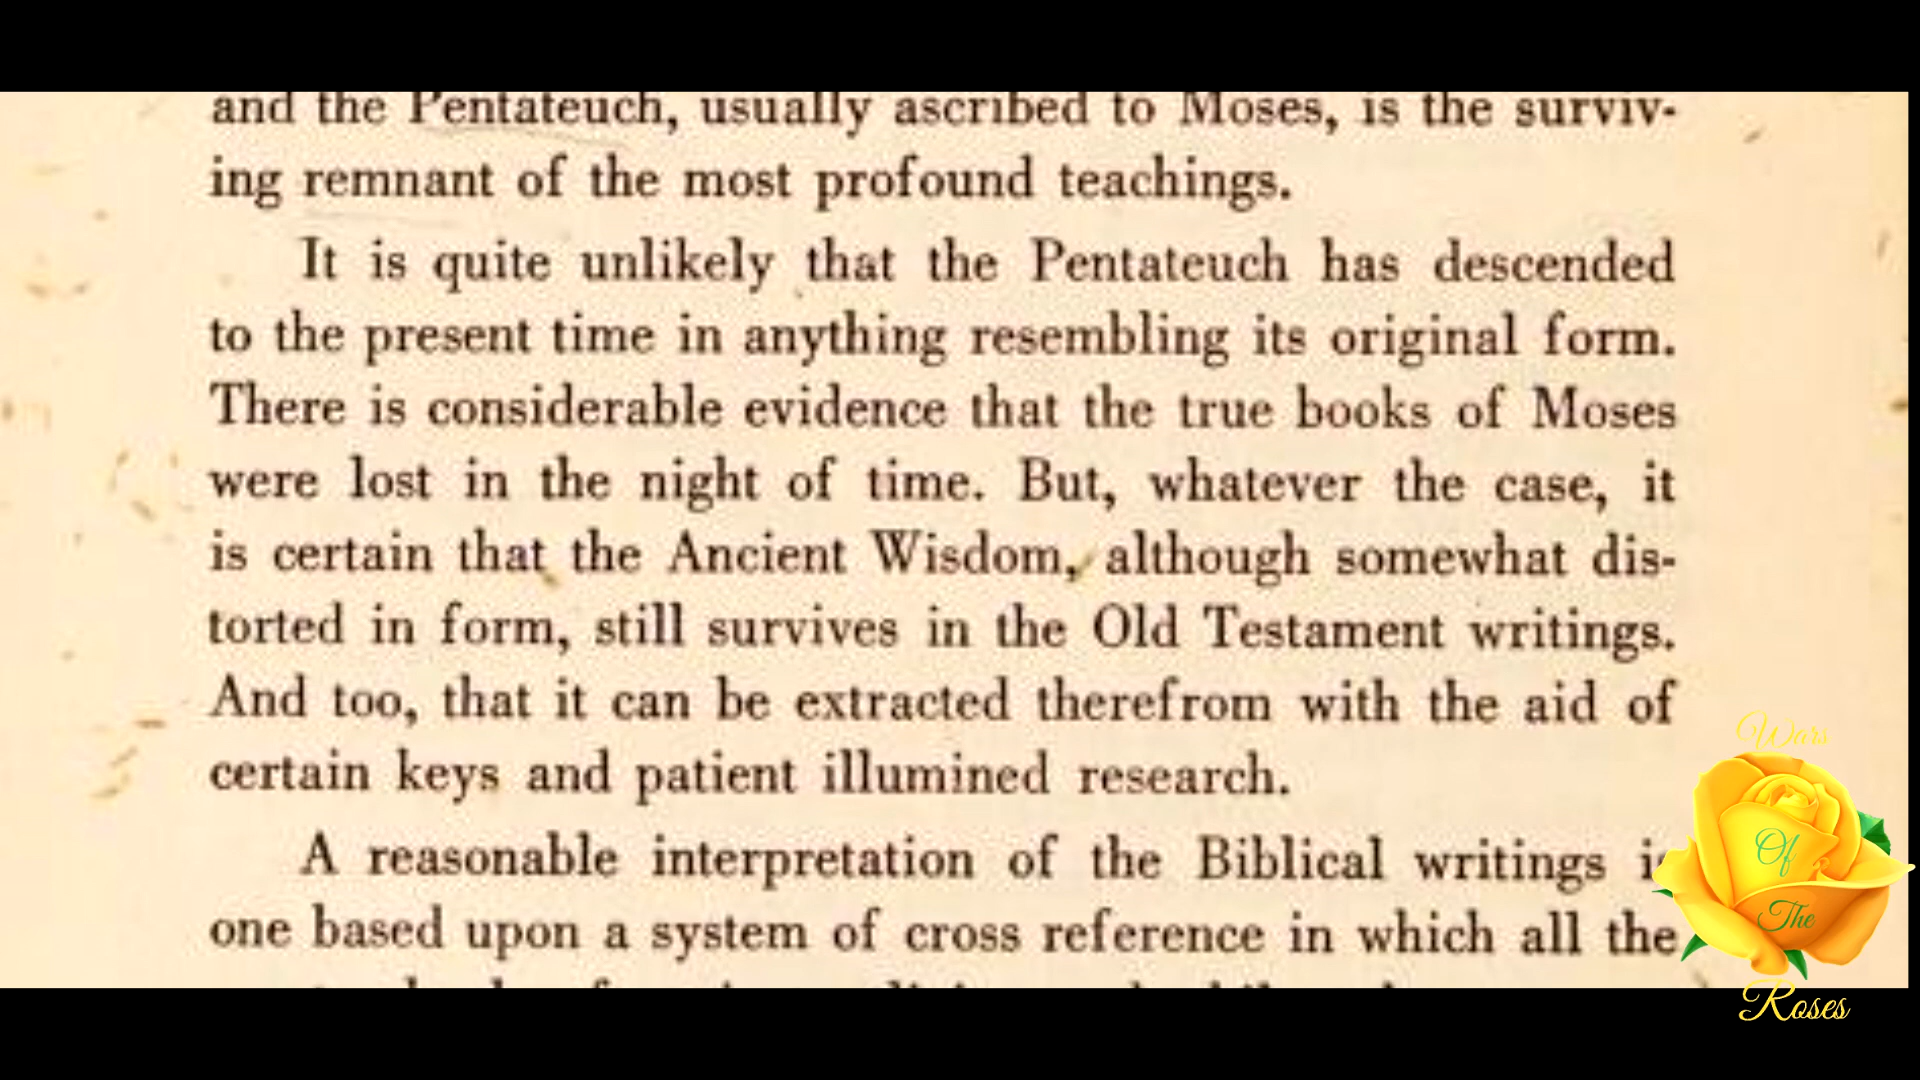 and the Pentateuch, usually ascribed to Moses, is the surviv-
ing remnant of the most profound teachings.
It is quite unlikely that the Pentateuch has descended
to the present time in anything resembling its original form.
There is considerable evidence that the true books of Moses
were lost in the night of time. But, whatever the case, it
is certain that the Ancient Wisdom, although somewhat dis-
torted in form, still survives in the Old Testament writings.
And too, that it can be extracted therefrom with the aid of
certain keys and patient illumined research.
A reasonable interpretation of the Biblical writings is
one based upon a system of cross reference in which all the
Wars
Of
The
Roses